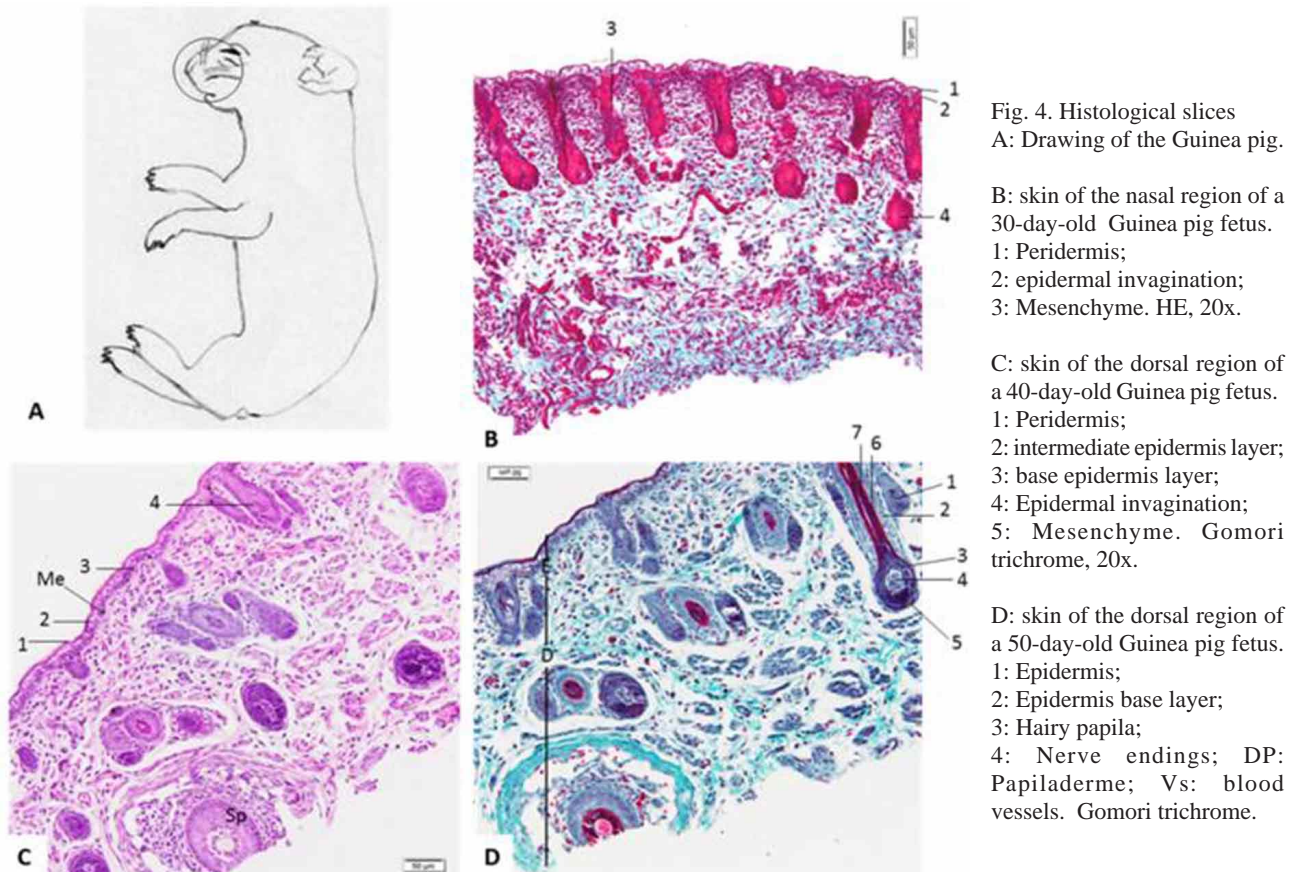 3
50 µm
1
2
4
A
B
Fig. 4. Histological slices
A: Drawing of the Guinea pig.
B: skin of the nasal region of a
30-day-old Guinea pig fetus.
1: Peridermis;
2: epidermal invagination;
3: Mesenchyme. HE, 20x.
C: skin of the dorsal region of
a 40-day-old Guinea pig fetus.
1: Peridermis;
2: intermediate epidermis layer;
3: base epidermis layer;
4: Epidermal invagination;
5: Mesenchyme. Gomori
trichrome, 20x.
D: skin of the dorsal region of
a 50-day-old Guinea pig fetus.
1: Epidermis;
2: Epidermis base layer;
3: Hairy papila;
4: Nerve endings; DP:
Papiladerme; Vs: blood
vessels. Gomori trichrome.
4
3
Me
2
1
Sp
C
50 µm
7
6
1
2
3
4
5
E
D
D